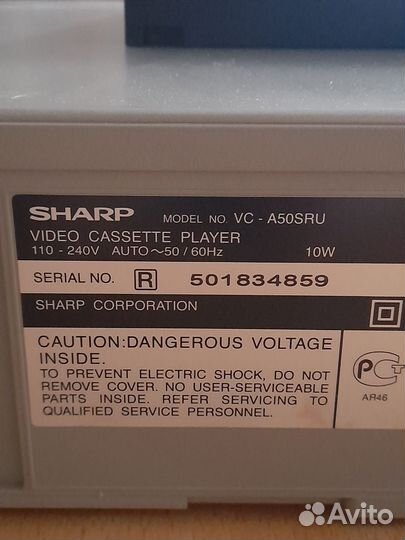 SHARP MODEL NO. VC - A50SRU
VIDEO CASSETTE PLAYER
110 - 240V AUTO~50/60Hz 10W
SERIAL NO. R 501834859
SHARP CORPORATION
CAUTION:DANGEROUS VOLTAGE
INSIDE.
TO PREVENT ELECTRIC SHOCK, DO NOT
REMOVE COVER. NO USER-SERVICEABLE
PARTS INSIDE. REFER SERVICING TO
QUALIFIED SERVICE PERSONNEL.
РСТ
АЯ46
Avito